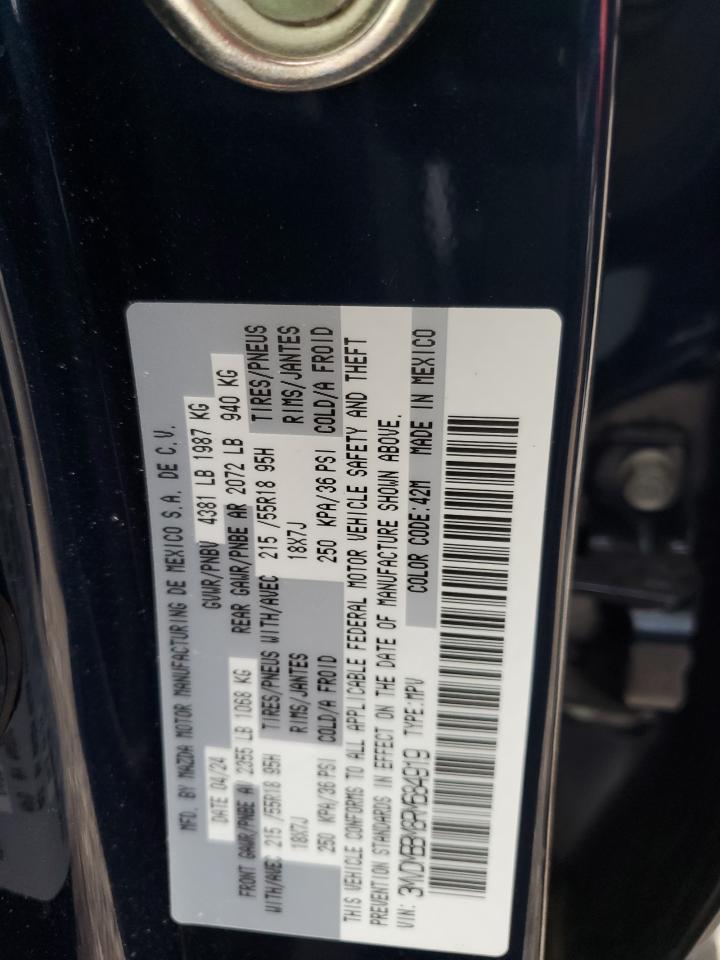 MFD. BY MAZDA MOTOR MANUFACTURING DE MEXICO S.A. DE C.V.
DATE 04/24 GVWR/PNBV 4381 LB 1987 KG
FRONT GAWR/PNBE AV 2355 LB 1068 KG REAR GAWR/PNBE AR 2072 LB 940 KG
WITH/AVEC 215 /55R18 95H TIRES/PNEUS WITH/AVEC 215 /55R18 95H TIRES/PNEUS
18X7J RIMS/JANTES 18X7J RIMS/JANTES
250 KPA/36 PSI COLD/A FROID 250 KPA/36 PSI COLD/A FROID
THIS VEHICLE CONFORMS TO ALL APPLICABLE FEDERAL MOTOR VEHICLE SAFETY AND THEFT
PREVENTION STANDARDS IN EFFECT ON THE DATE OF MANUFACTURE SHOWN ABOVE.
VIN: 3MVDMBBM8RM684919 TYPE:MPV COLOR CODE:42M MADE IN MEXICO